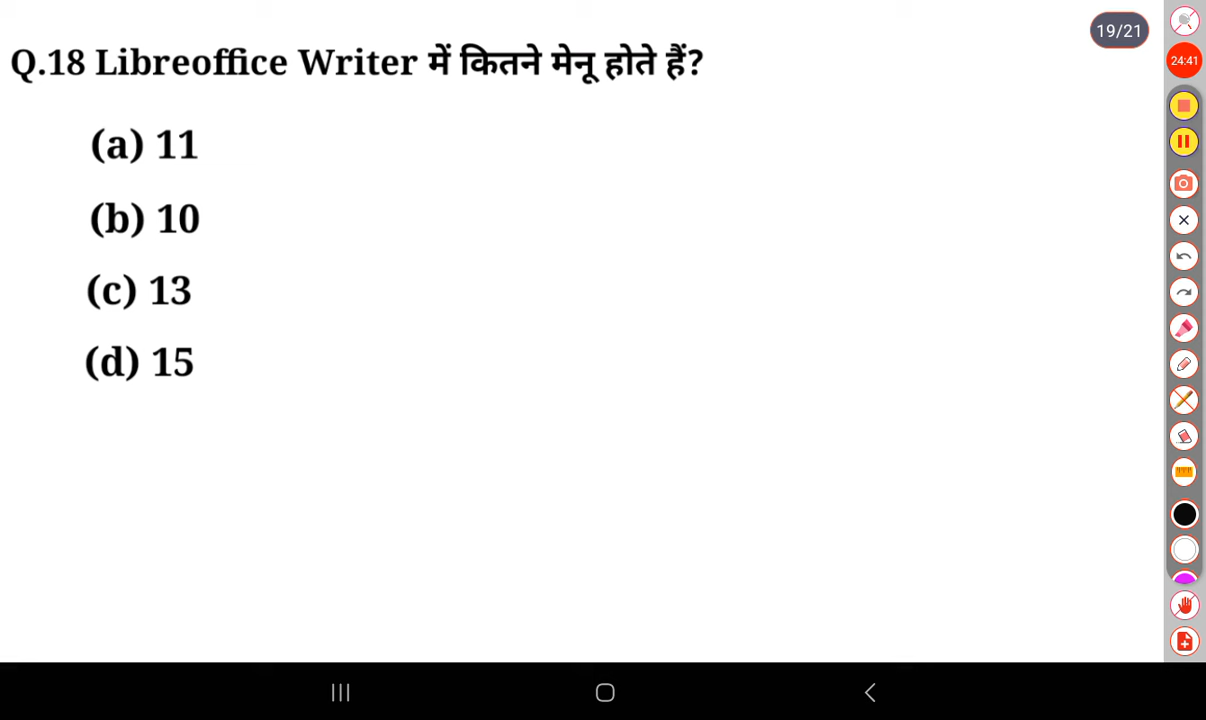 19/21
24:41
Q.18 Libreoffice Writer में कितने मेनू होते हैं?
(a) 11
(b) 10
(c) 13
(d) 15